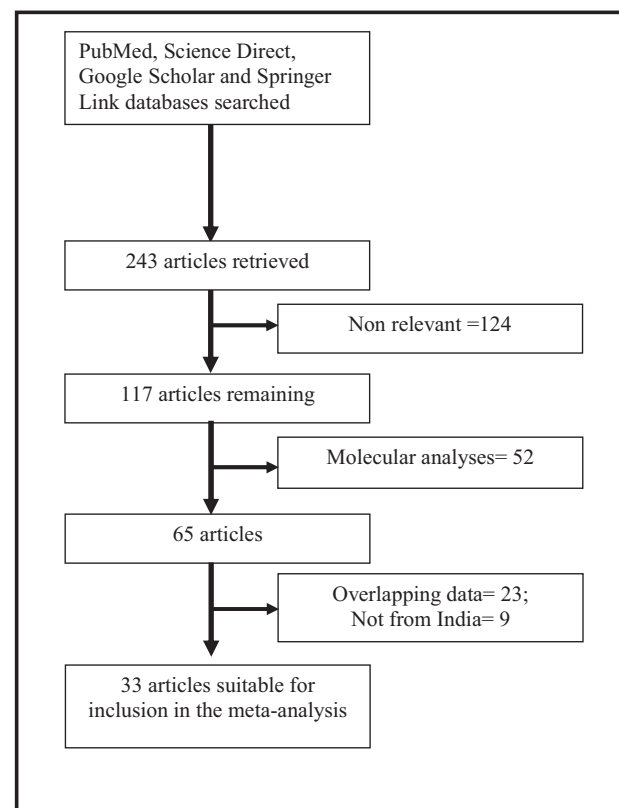 PubMed, Science Direct,
Google Scholar and Springer
Link databases searched
243 articles retrieved
Non relevant =124
117 articles remaining
Molecular analyses= 52
65 articles
Overlapping data= 23;
Not from India= 9
33 articles suitable for
inclusion in the meta-analysis